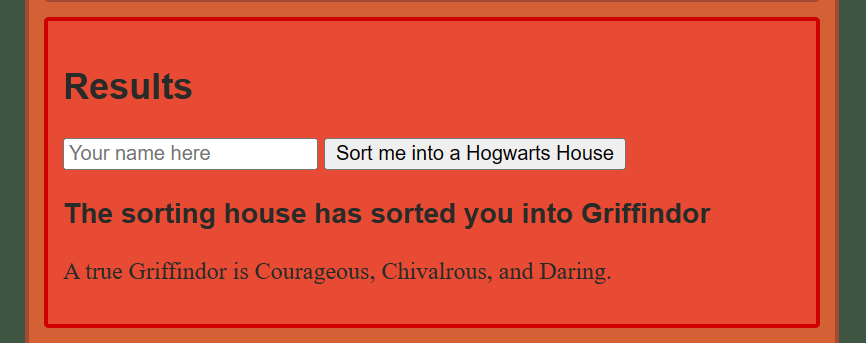 Results
Your name here Sort me into a Hogwarts House
The sorting house has sorted you into Griffindor
A true Griffindor is Courageous, Chivalrous, and Daring.